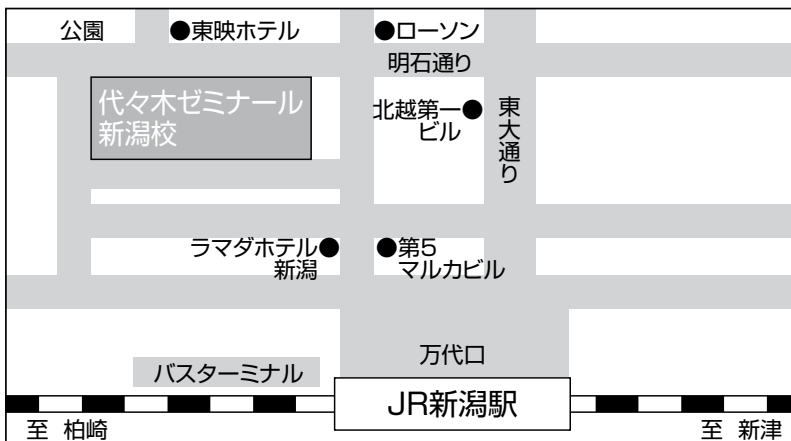 公園
●東映ホテル
●ローソン
明石通り
代々木ゼミナール
新潟校
北越第一●
ビル
東大通り
ラマダホテル●
新潟
●第5
マルカビル
万代口
バスターミナル
JR新潟駅
至 柏崎
至 新津